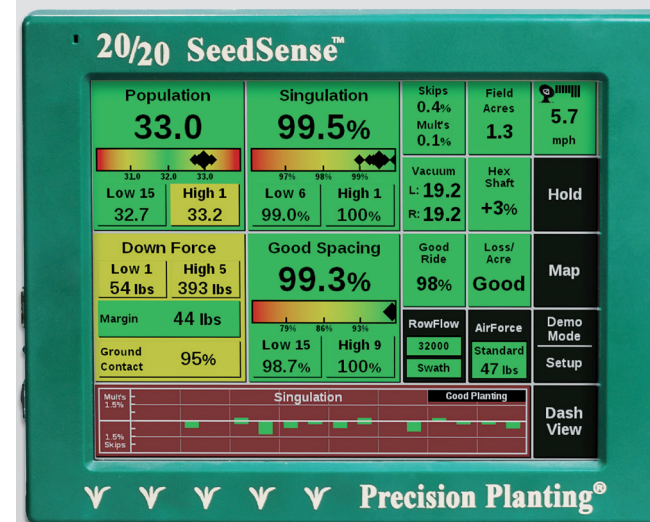 20/20 SeedSense™
Population
33.0
31.0 32.0 33.0
Low 15
32.7
High 1
33.2
Singulation
99.5%
97% 98% 99%
Low 6
99.0%
High 1
100%
Skips
0.4%
Mult's
0.1%
Field
Acres
1.3
5.7
mph
Vacuum
L: 19.2
R: 19.2
Hex
Shaft
+3%
Hold
Down Force
Low 1
54 lbs
High 5
393 lbs
Margin 44 lbs
Ground
Contact 95%
Good Spacing
99.3%
79% 86% 93%
Low 15
98.7%
High 9
100%
Good
Ride
98%
Loss/
Acre
Good
Map
RowFlow
32000
Swath
AirForce
Standard
47 lbs
Demo
Mode
Setup
Mult's
1.5%
Singulation
Good Planting
1.5%
Skips
Dash
View
Precision Planting®